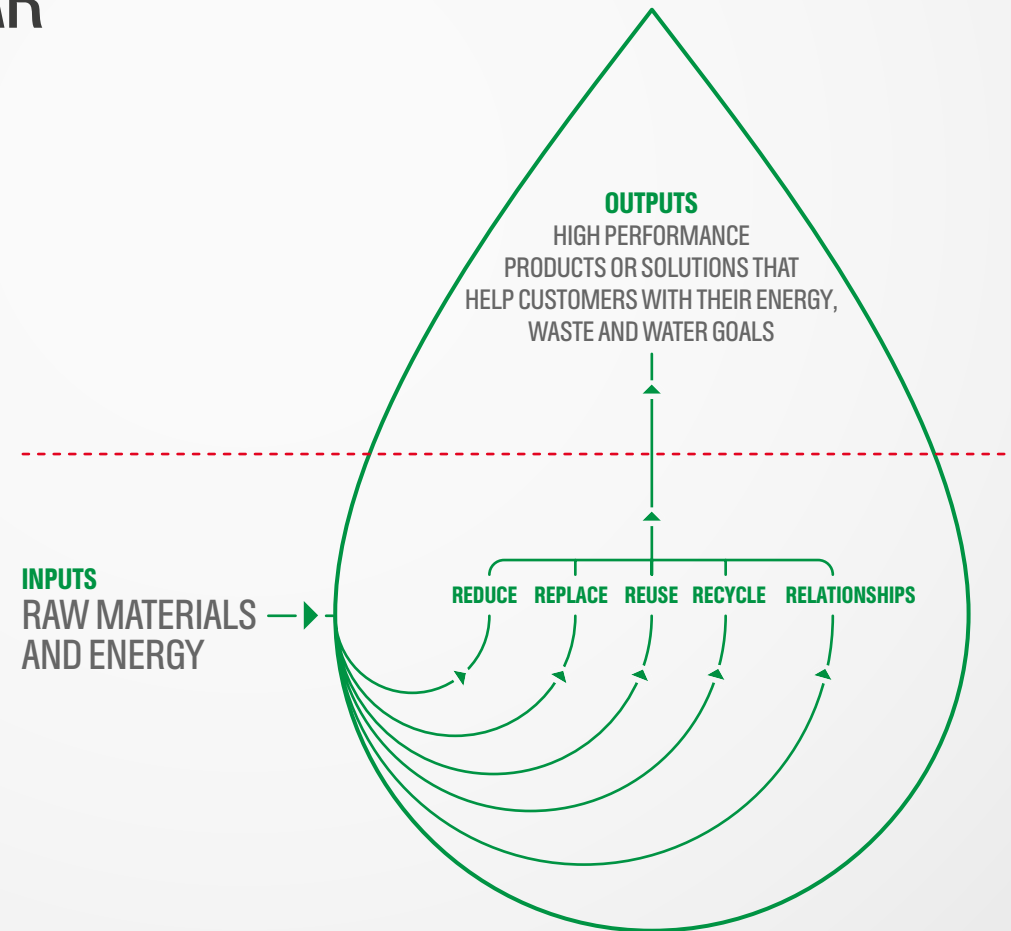 OUTPUTS
HIGH PERFORMANCE
PRODUCTS OR SOLUTIONS THAT
HELP CUSTOMERS WITH THEIR ENERGY,
WASTE AND WATER GOALS
INPUTS
RAW MATERIALS
AND ENERGY
REDUCE REPLACE REUSE RECYCLE RELATIONSHIPS